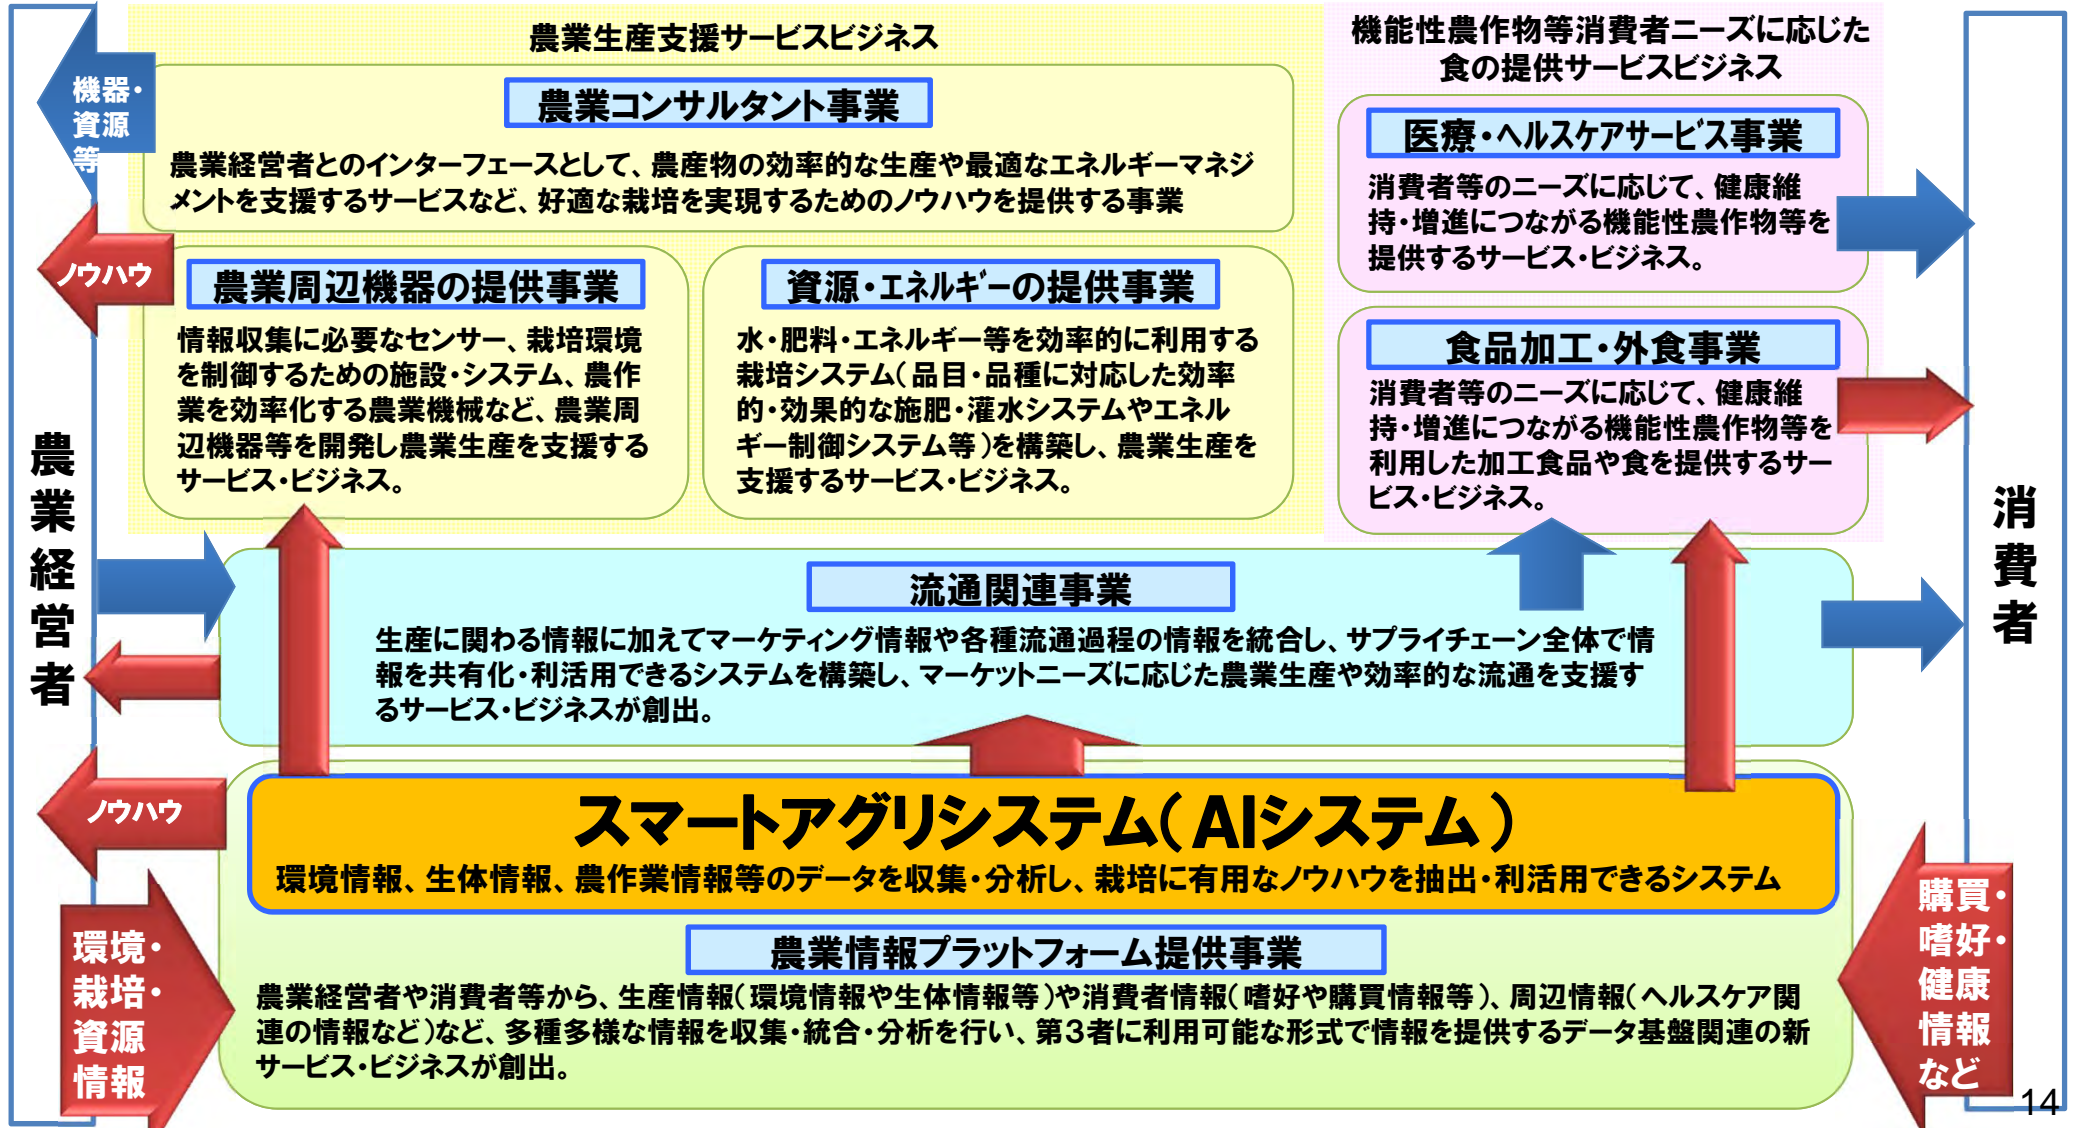 農業生産支援サービスビジネス
機能性農作物等消費者ニーズに応じた
食の提供サービスビジネス
機器・
資源
等
農業コンサルタント事業
農業経営者とのインターフェースとして、農産物の効率的な生産や最適なエネルギーマネジ
メントを支援するサービスなど、好適な栽培を実現するためのノウハウを提供する事業
ノウハウ
農業周辺機器の提供事業
情報収集に必要なセンサー、栽培環境
を制御するための施設・システム、農作
業を効率化する農業機械など、農業周
辺機器等を開発し農業生産を支援する
サービス・ビジネス。
資源・エネルギーの提供事業
水・肥料・エネルギー等を効率的に利用する
栽培システム(品目・品種に対応した効率
的・効果的な施肥・灌水システムやエネル
ギー制御システム等)を構築し、農業生産を
支援するサービス・ビジネス。
医療・ヘルスケアサービス事業
消費者等のニーズに応じて、健康維
持・増進につながる機能性農作物等を
提供するサービス・ビジネス。
食品加工・外食事業
消費者等のニーズに応じて、健康維
持・増進につながる機能性農作物等を
利用した加工食品や食を提供するサー
ビス・ビジネス。
農業経営者
消費者
流通関連事業
生産に関わる情報に加えてマーケティング情報や各種流通過程の情報を統合し、サプライチェーン全体で情
報を共有化・利活用できるシステムを構築し、マーケットニーズに応じた農業生産や効率的な流通を支援す
るサービス・ビジネスが創出。
ノウハウ
スマートアグリシステム(AIシステム)
環境情報、生体情報、農作業情報等のデータを収集・分析し、栽培に有用なノウハウを抽出・利活用できるシステム
環境・
栽培・
資源
情報
農業情報プラットフォーム提供事業
農業経営者や消費者等から、生産情報(環境情報や生体情報等)や消費者情報(嗜好や購買情報等)、周辺情報(ヘルスケア関
連の情報など)など、多種多様な情報を収集・統合・分析を行い、第3者に利用可能な形式で情報を提供するデータ基盤関連の新
サービス・ビジネスが創出。
購買・
嗜好・
健康
情報
など
14